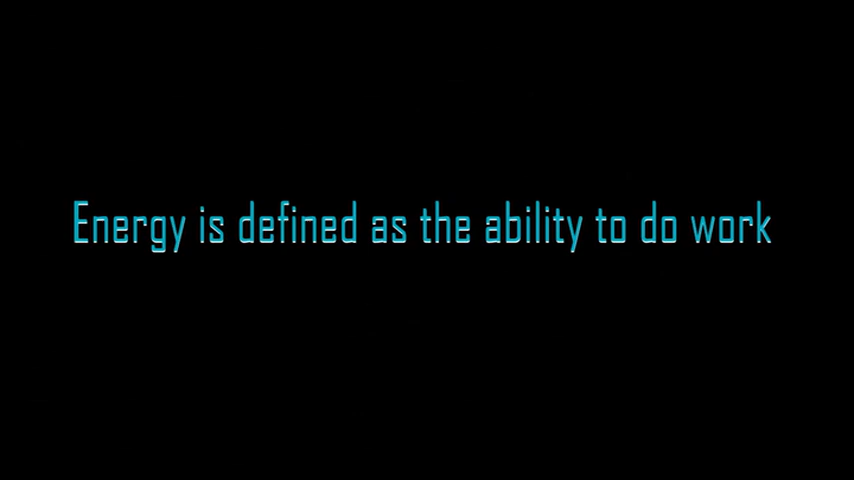 Energy is defined as the ability to do work